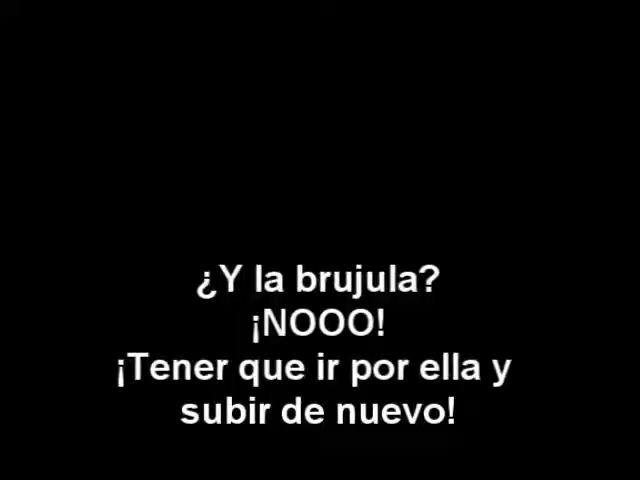 ¿Y la brujula?
¡NOOO!
¡Tener que ir por ella y
subir de nuevo!